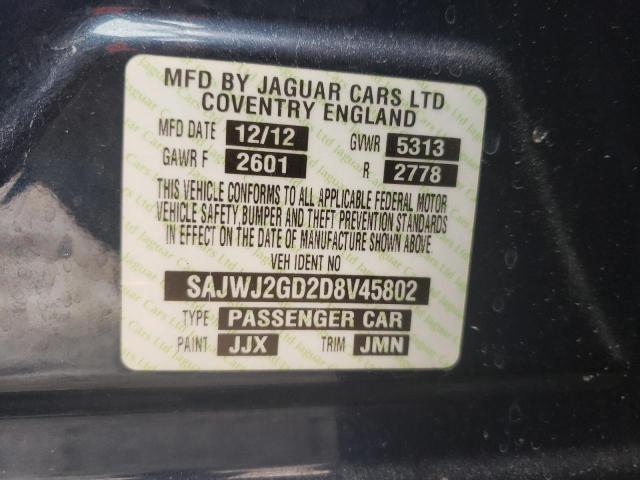 MFD BY JAGUAR CARS LTD
COVENTRY ENGLAND
MFD DATE 12/12 GVWR 5313
GAWR F 2601 R 2778
THIS VEHICLE CONFORMS TO ALL APPLICABLE FEDERAL MOTOR
VEHICLE SAFETY BUMPER AND THEFT PREVENTION STANDARDS
IN EFFECT ON THE DATE OF MANUFACTURE SHOWN ABOVE
VEH IDENT NO
SAJWJ2GD2D8V45802
TYPE PASSENGER CAR
PAINT JJX TRIM JMN